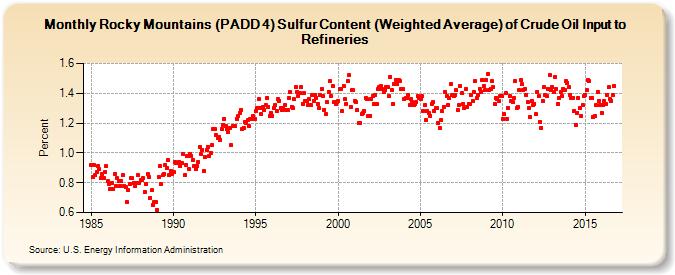 Monthly Rocky Mountains (PADD 4) Sulfur Content (Weighted Average) of Crude Oil Input to
Refineries
Percent
1.6
1.4
1.2
1.0
0.8
0.6
1985 1990 1995 2000 2005 2010 2015
Source: U.S. Energy Information Administration